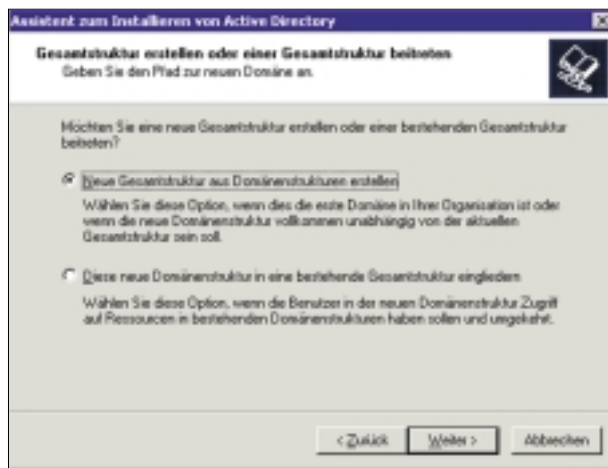 Assistent zum Installieren von Active Directory
Gesamtstruktur erstellen oder einer Gesamtstruktur beitreten
Geben Sie den Pfad zur neuen Domäne an.
Möchten Sie eine neue Gesamtstruktur erstellen oder einer bestehenden Gesamtstruktur
beitreten?
Neue Gesamtstruktur aus Domänenstrukturen erstellen
Wählen Sie diese Option, wenn dies die erste Domäne in Ihrer Organisation ist oder
wenn die neue Domänenstruktur vollkommen unabhängig von der aktuellen
Gesamtstruktur sein soll.
Diese neue Domänenstruktur in eine bestehende Gesamtstruktur eingliedern
Wählen Sie diese Option, wenn die Benutzer in der neuen Domänenstruktur Zugriff
auf Ressourcen in bestehenden Domänenstrukturen haben sollen und umgekehrt.
< Zurück Weiter > Abbrechen